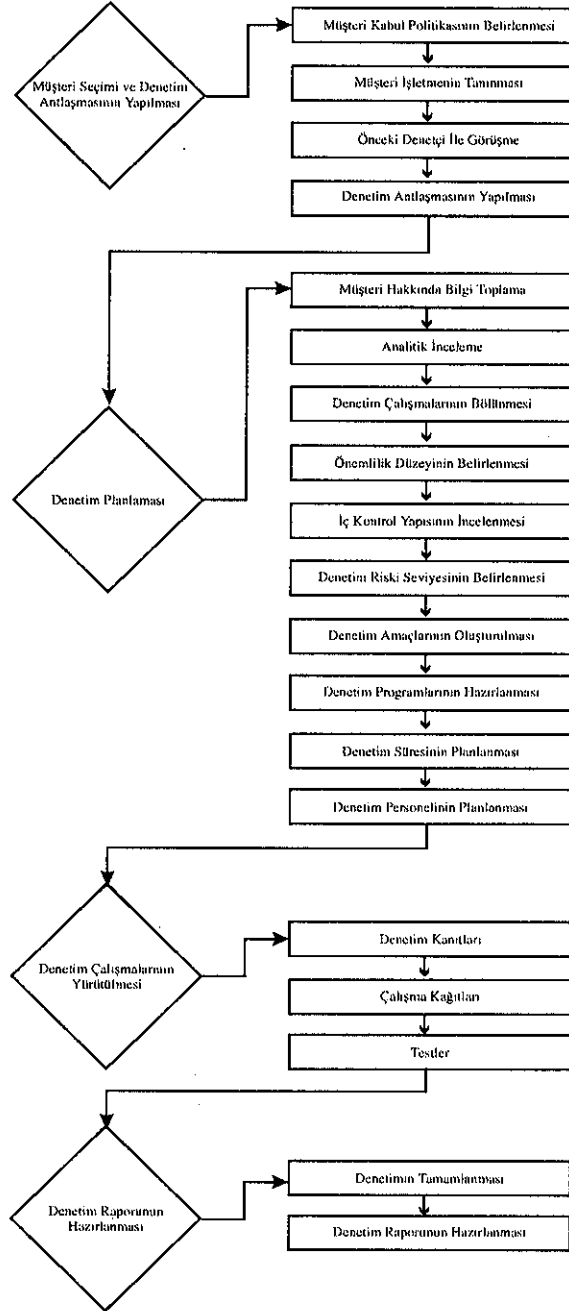 Müşteri Seçimi ve Denetim
Antlaşmasının Yapılması
Müşteri Kabul Politikasının Belirlenmesi
Müşteri İşletmenin Tanınması
Önceki Denetçi İle Görüşme
Denetim Antlaşmasının Yapılması
Denetim Planlaması
Müşteri Hakkında Bilgi Toplama
Analitik İnceleme
Denetim Çalışmalarının Bölünmesi
Önemlilik Düzeyinin Belirlenmesi
İç Kontrol Yapısının İncelenmesi
Denetim Riski Seviyesinin Belirlenmesi
Denetim Amaçlarının Oluşturulması
Denetim Programlarının Hazırlanması
Denetim Süresinin Planlanması
Denetim Personelinin Planlanması
Denetim Çalışmalarının
Yürütülmesi
Denetim Kanıtları
Çalışma Kağıtları
Testler
Denetim Raporunun
Hazırlanması
Denetimin Tamamlanması
Denetim Raporunun Hazırlanması